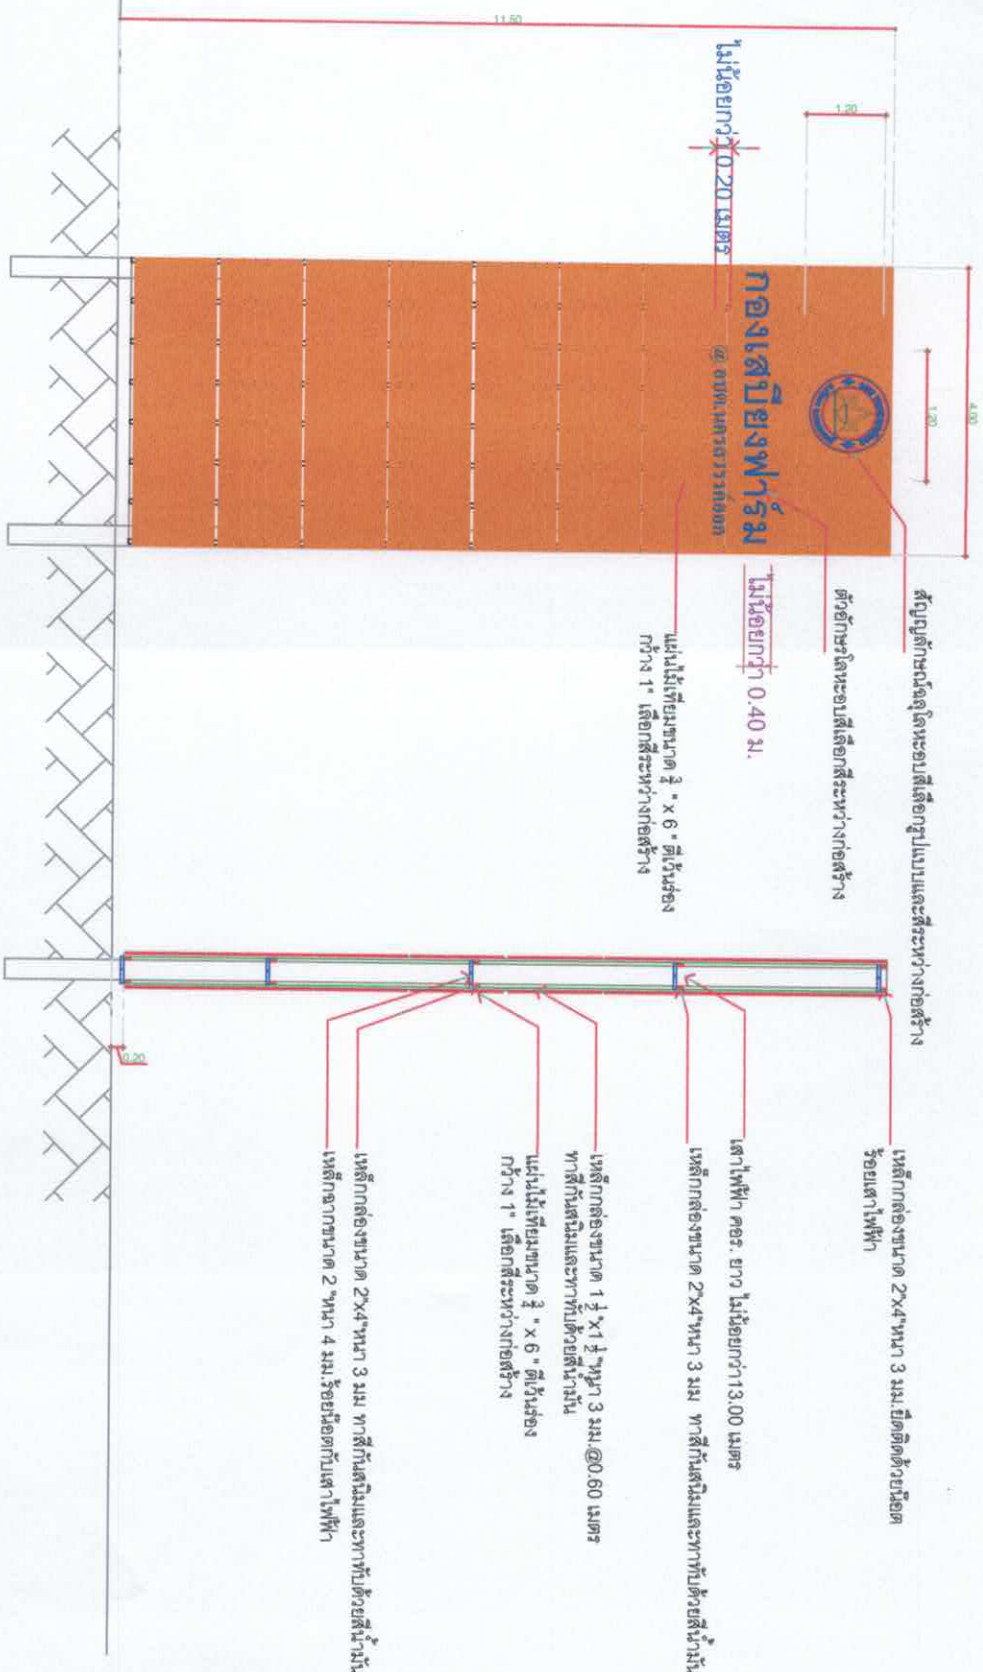 11.50
1.20
4.00
1.20
ไม่น้อยกว่า 0.20 เมตร
กองเสบียงฟาร์ม
@ อบต.นครสวรรค์ออก
ไม่น้อยกว่า 0.40 ม.
สัญญลักษณ์ฉลุโลหะอบสีเลือกรูปแบบและสีระหว่างก่อสร้าง
ตัวอักษรโลหะอบสีเลือกสีระหว่างก่อสร้าง
แผ่นไม้เทียมขนาด 3/4 " x 6 " ตีเว้นร่อง
กว้าง 1" เลือกสีระหว่างก่อสร้าง
เหล็กกล่องขนาด 2"x4"หนา 3 มม.ยึดติดด้วยน๊อต
ร้อยเสาไฟฟ้า
เสาไฟฟ้า คอร. ยาว ไม่น้อยกว่า13.00 เมตร
เหล็กกล่องขนาด 2"x4"หนา 3 มม ทาสีกันสนิมและทาทับด้วยสีน้ำมัน
เหล็กกล่องขนาด 1 1/2 "x1 1/2 "หนา 3 มม.@0.60 เมตร
ทาสีกันสนิมและทาทับด้วยสีน้ำมัน
แผ่นไม้เทียมขนาด 3/4 " x 6 " ตีเว้นร่อง
กว้าง 1" เลือกสีระหว่างก่อสร้าง
เหล็กกล่องขนาด 2"x4"หนา 3 มม ทาสีกันสนิมและทาทับด้วยสีน้ำมัน
เหล็กฉากขนาด 2 "หนา 4 มม.ร้อยน๊อตกับเสาไฟฟ้า
0.20